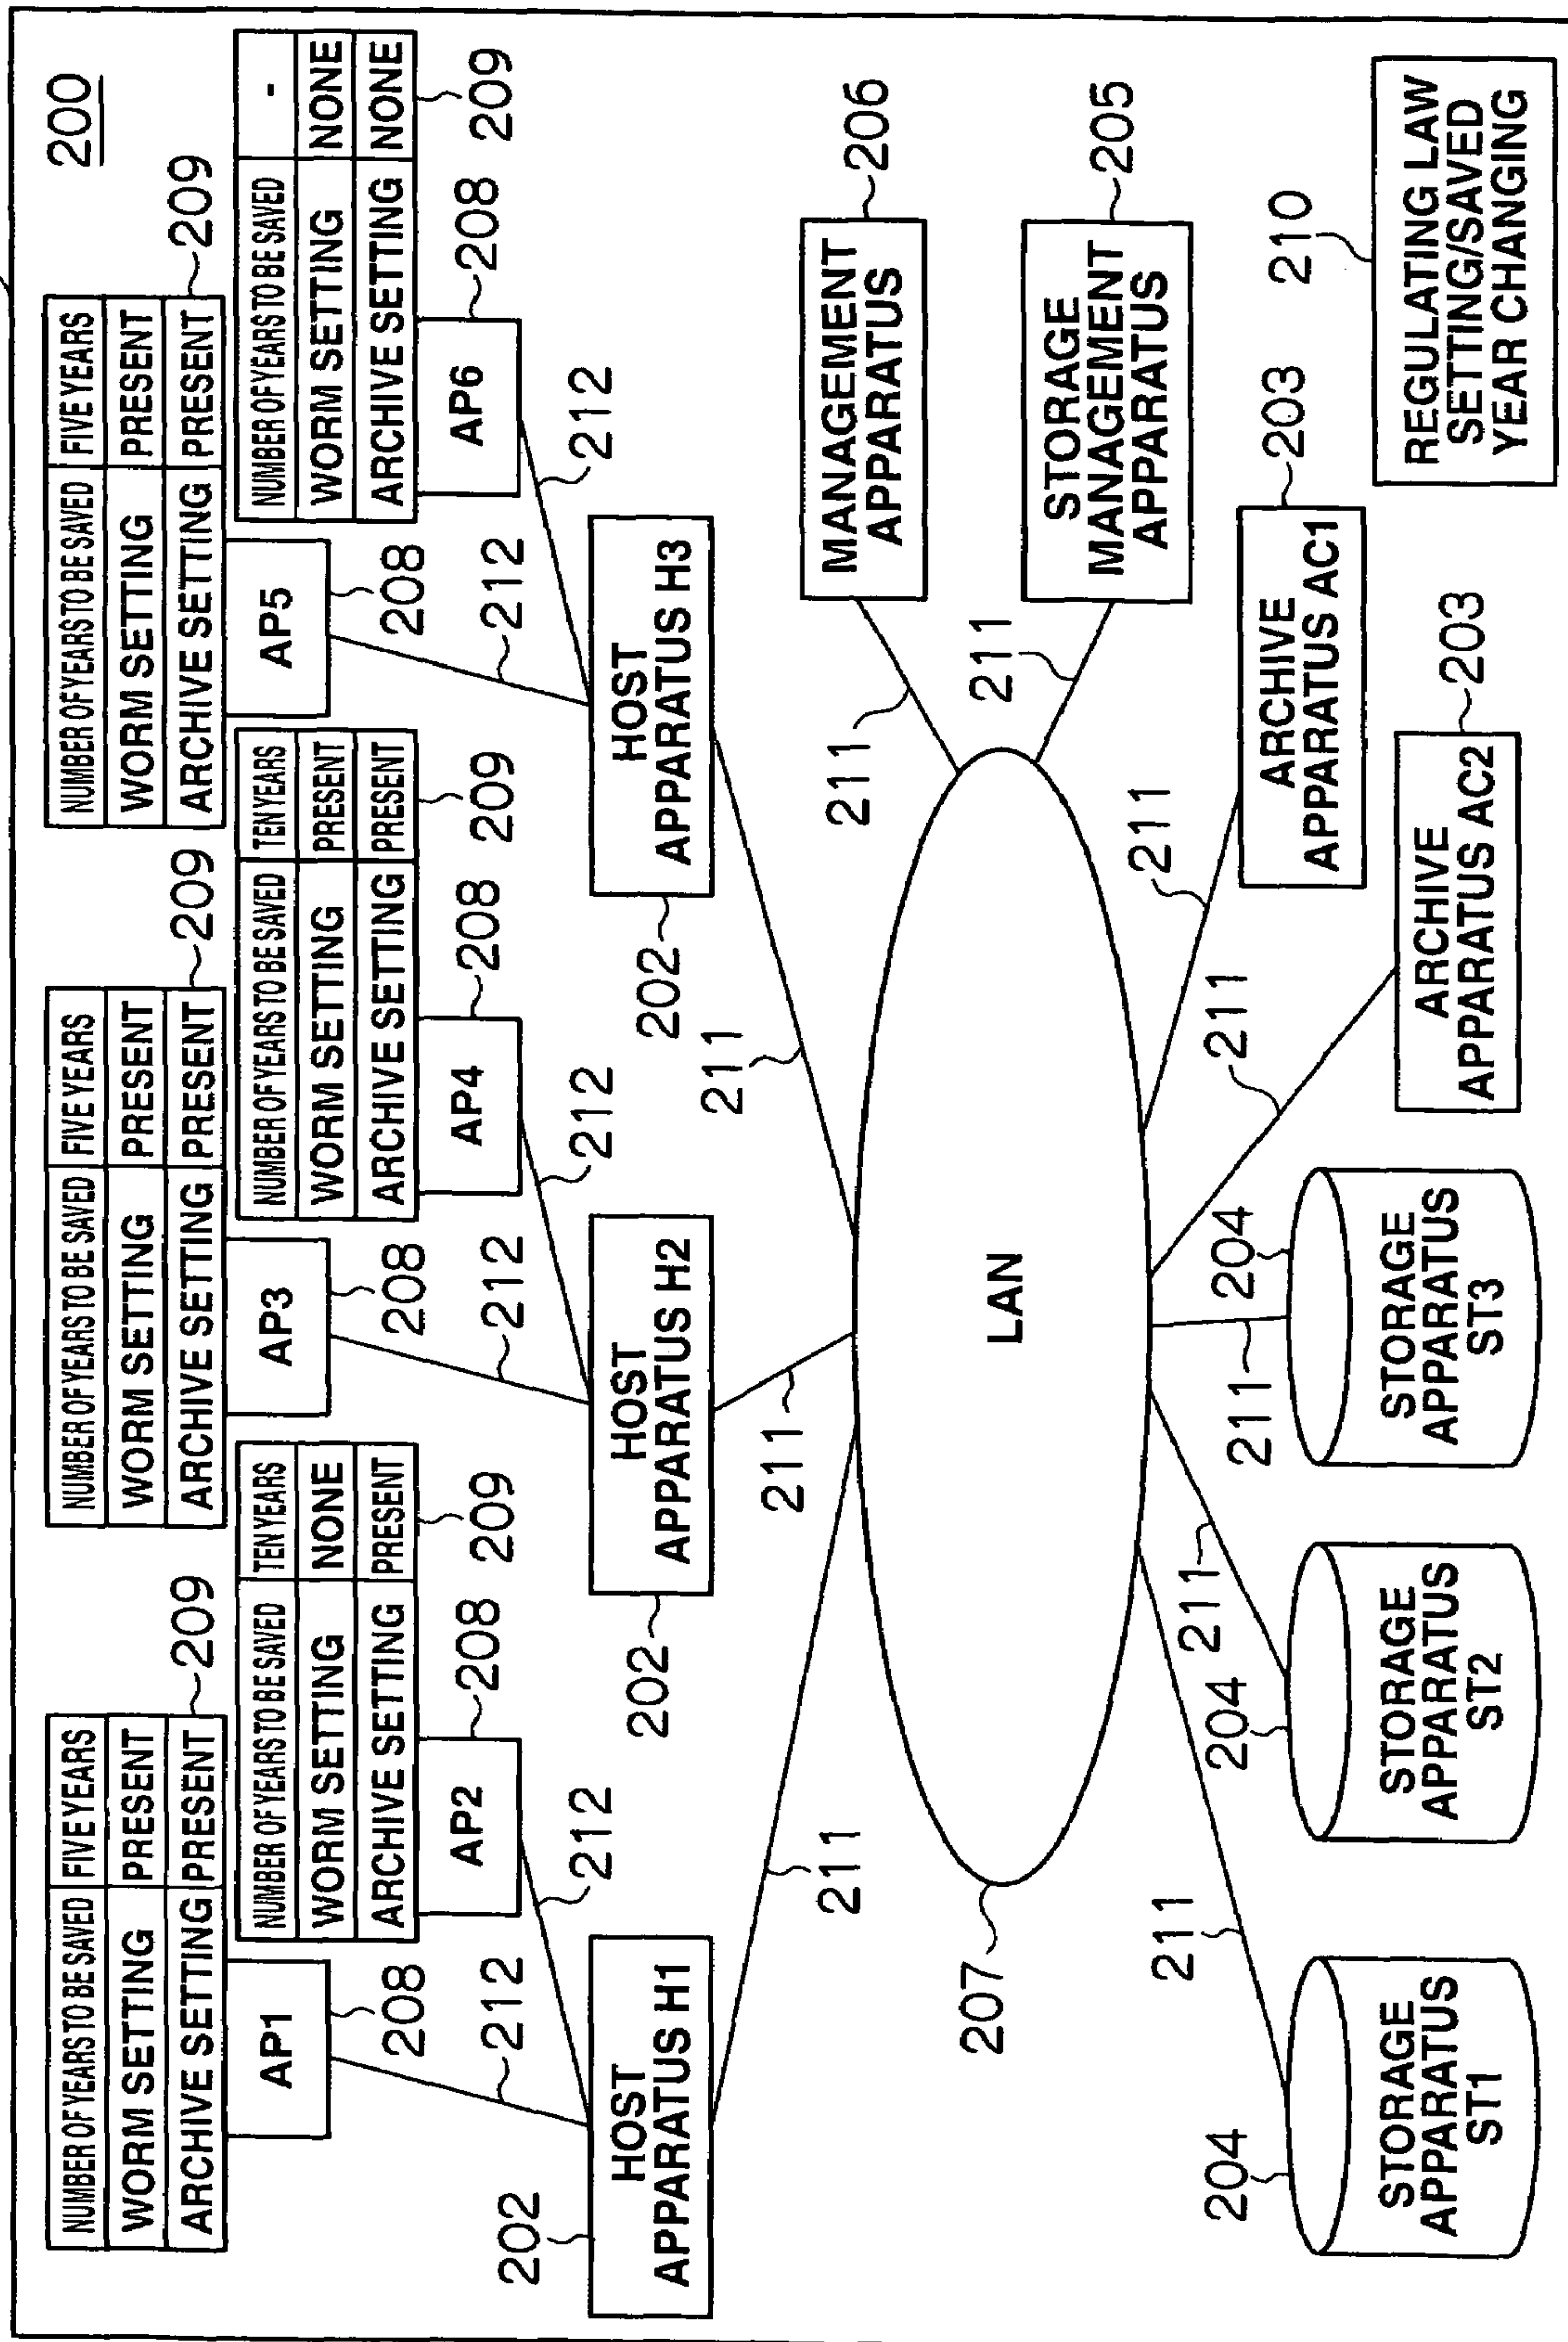 200
NUMBER OF YEARS TO BE SAVED FIVE YEARS
WORM SETTING PRESENT
ARCHIVE SETTING PRESENT
209
AP1
208
212
NUMBER OF YEARS TO BE SAVED TEN YEARS
WORM SETTING NONE
ARCHIVE SETTING PRESENT
209
AP2
208
212
NUMBER OF YEARS TO BE SAVED FIVE YEARS
WORM SETTING PRESENT
ARCHIVE SETTING PRESENT
209
AP3
208
212
NUMBER OF YEARS TO BE SAVED TEN YEARS
WORM SETTING PRESENT
ARCHIVE SETTING PRESENT
209
AP4
208
212
NUMBER OF YEARS TO BE SAVED FIVE YEARS
WORM SETTING PRESENT
ARCHIVE SETTING PRESENT
209
AP5
208
212
NUMBER OF YEARS TO BE SAVED -
WORM SETTING NONE
ARCHIVE SETTING NONE
209
AP6
208
212
202
HOST
APPARATUS H1
211
202
HOST
APPARATUS H2
211
202
HOST
APPARATUS H3
211
MANAGEMENT
APPARATUS
206
211
STORAGE
MANAGEMENT
APPARATUS
205
211
207
LAN
204
STORAGE
APPARATUS
ST1
211
204
STORAGE
APPARATUS
ST2
211
204
STORAGE
APPARATUS
ST3
211
ARCHIVE
APPARATUS AC2
203
211
ARCHIVE
APPARATUS AC1
203
211
210
REGULATING LAW
SETTING/SAVED
YEAR CHANGING